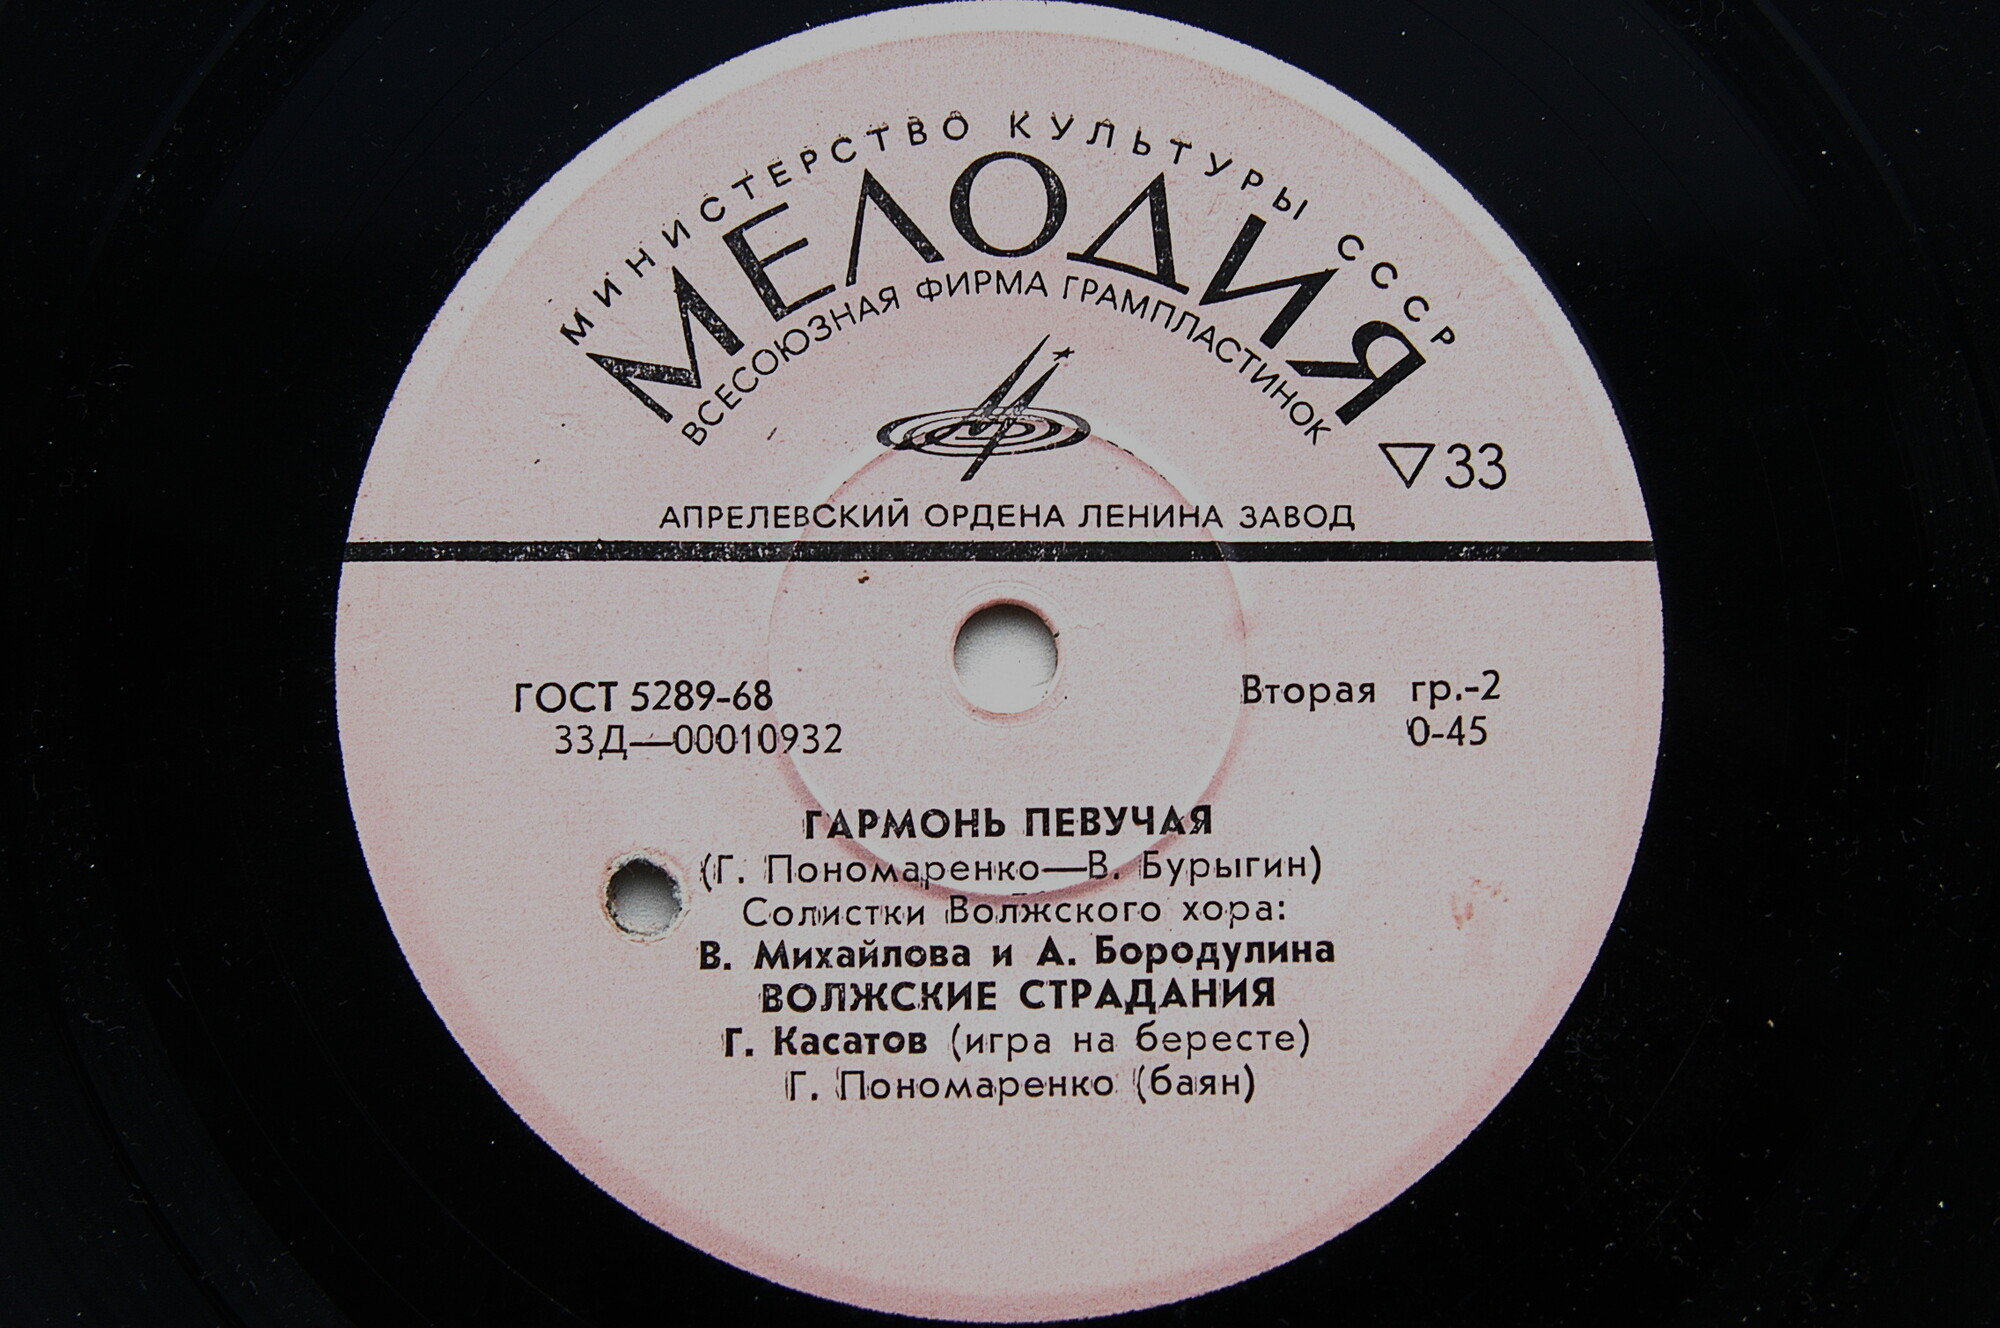 МИНИСТЕРСТВО КУЛЬТУРЫ СССР
МЕЛОДИЯ
ВСЕСОЮЗНАЯ ФИРМА ГРАМПЛАСТИНОК
▽33
АПРЕЛЕВСКИЙ ОРДЕНА ЛЕНИНА ЗАВОД
ГОСТ 5289-68
33Д—00010932
Вторая гр.-2
0-45
ГАРМОНЬ ПЕВУЧАЯ
(Г. Пономаренко—В. Бурыгин)
Солистки Волжского хора:
В. Михайлова и А. Бородулина
ВОЛЖСКИЕ СТРАДАНИЯ
Г. Касатов (игра на бересте)
Г. Пономаренко (баян)